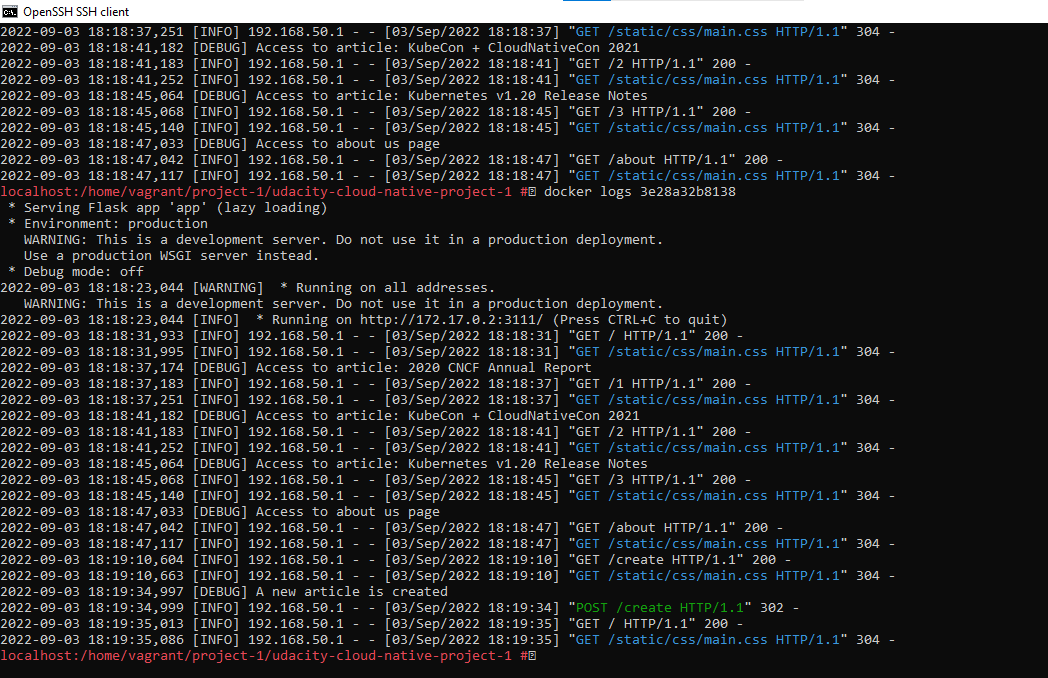 OpenSSH SSH client
2022-09-03 18:18:37,251 [INFO] 192.168.50.1 - - [03/Sep/2022 18:18:37] "GET /static/css/main.css HTTP/1.1" 304 -
2022-09-03 18:18:41,182 [DEBUG] Access to article: KubeCon + CloudNativeCon 2021
2022-09-03 18:18:41,183 [INFO] 192.168.50.1 - - [03/Sep/2022 18:18:41] "GET /2 HTTP/1.1" 200 -
2022-09-03 18:18:41,252 [INFO] 192.168.50.1 - - [03/Sep/2022 18:18:41] "GET /static/css/main.css HTTP/1.1" 304 -
2022-09-03 18:18:45,064 [DEBUG] Access to article: Kubernetes v1.20 Release Notes
2022-09-03 18:18:45,068 [INFO] 192.168.50.1 - - [03/Sep/2022 18:18:45] "GET /3 HTTP/1.1" 200 -
2022-09-03 18:18:45,140 [INFO] 192.168.50.1 - - [03/Sep/2022 18:18:45] "GET /static/css/main.css HTTP/1.1" 304 -
2022-09-03 18:18:47,033 [DEBUG] Access to about us page
2022-09-03 18:18:47,042 [INFO] 192.168.50.1 - - [03/Sep/2022 18:18:47] "GET /about HTTP/1.1" 200 -
2022-09-03 18:18:47,117 [INFO] 192.168.50.1 - - [03/Sep/2022 18:18:47] "GET /static/css/main.css HTTP/1.1" 304 -
localhost:/home/vagrant/project-1/udacity-cloud-native-project-1 # docker logs 3e28a32b8138
 * Serving Flask app 'app' (lazy loading)
 * Environment: production
   WARNING: This is a development server. Do not use it in a production deployment.
   Use a production WSGI server instead.
 * Debug mode: off
2022-09-03 18:18:23,044 [WARNING]  * Running on all addresses.
   WARNING: This is a development server. Do not use it in a production deployment.
2022-09-03 18:18:23,044 [INFO]  * Running on http://172.17.0.2:3111/ (Press CTRL+C to quit)
2022-09-03 18:18:31,933 [INFO] 192.168.50.1 - - [03/Sep/2022 18:18:31] "GET / HTTP/1.1" 200 -
2022-09-03 18:18:31,995 [INFO] 192.168.50.1 - - [03/Sep/2022 18:18:31] "GET /static/css/main.css HTTP/1.1" 304 -
2022-09-03 18:18:37,174 [DEBUG] Access to article: 2020 CNCF Annual Report
2022-09-03 18:18:37,183 [INFO] 192.168.50.1 - - [03/Sep/2022 18:18:37] "GET /1 HTTP/1.1" 200 -
2022-09-03 18:18:37,251 [INFO] 192.168.50.1 - - [03/Sep/2022 18:18:37] "GET /static/css/main.css HTTP/1.1" 304 -
2022-09-03 18:18:41,182 [DEBUG] Access to article: KubeCon + CloudNativeCon 2021
2022-09-03 18:18:41,183 [INFO] 192.168.50.1 - - [03/Sep/2022 18:18:41] "GET /2 HTTP/1.1" 200 -
2022-09-03 18:18:41,252 [INFO] 192.168.50.1 - - [03/Sep/2022 18:18:41] "GET /static/css/main.css HTTP/1.1" 304 -
2022-09-03 18:18:45,064 [DEBUG] Access to article: Kubernetes v1.20 Release Notes
2022-09-03 18:18:45,068 [INFO] 192.168.50.1 - - [03/Sep/2022 18:18:45] "GET /3 HTTP/1.1" 200 -
2022-09-03 18:18:45,140 [INFO] 192.168.50.1 - - [03/Sep/2022 18:18:45] "GET /static/css/main.css HTTP/1.1" 304 -
2022-09-03 18:18:47,033 [DEBUG] Access to about us page
2022-09-03 18:18:47,042 [INFO] 192.168.50.1 - - [03/Sep/2022 18:18:47] "GET /about HTTP/1.1" 200 -
2022-09-03 18:18:47,117 [INFO] 192.168.50.1 - - [03/Sep/2022 18:18:47] "GET /static/css/main.css HTTP/1.1" 304 -
2022-09-03 18:19:10,604 [INFO] 192.168.50.1 - - [03/Sep/2022 18:19:10] "GET /create HTTP/1.1" 200 -
2022-09-03 18:19:10,663 [INFO] 192.168.50.1 - - [03/Sep/2022 18:19:10] "GET /static/css/main.css HTTP/1.1" 304 -
2022-09-03 18:19:34,997 [DEBUG] A new article is created
2022-09-03 18:19:34,999 [INFO] 192.168.50.1 - - [03/Sep/2022 18:19:34] "POST /create HTTP/1.1" 302 -
2022-09-03 18:19:35,013 [INFO] 192.168.50.1 - - [03/Sep/2022 18:19:35] "GET / HTTP/1.1" 200 -
2022-09-03 18:19:35,086 [INFO] 192.168.50.1 - - [03/Sep/2022 18:19:35] "GET /static/css/main.css HTTP/1.1" 304 -
localhost:/home/vagrant/project-1/udacity-cloud-native-project-1 #